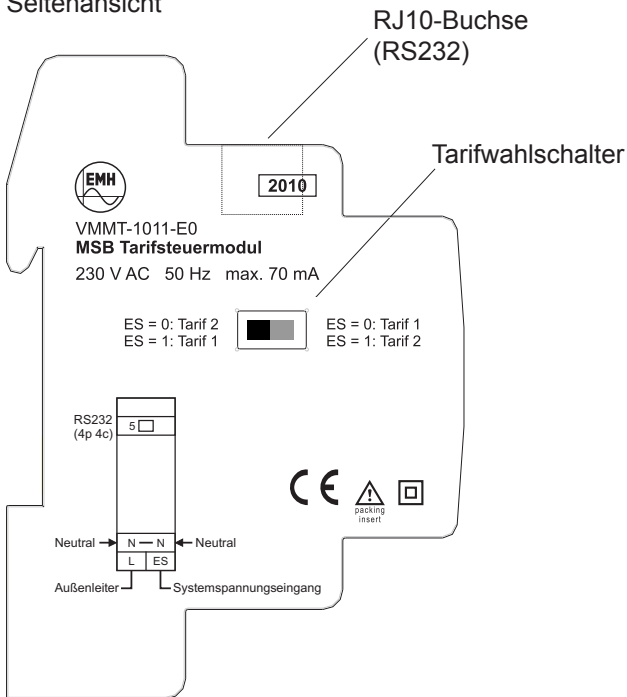 Seitenansicht
RJ10-Buchse
(RS232)
Tarifwahlschalter
EMH
2010
VMMT-1011-E0
MSB Tarifsteuermodul
230 V AC 50 Hz max. 70 mA
ES = 0: Tarif 2
ES = 1: Tarif 1
ES = 0: Tarif 1
ES = 1: Tarif 2
RS232
(4p 4c)
5
CE
packing
insert
Neutral N N Neutral
L ES
Außenleiter Systemspannungseingang